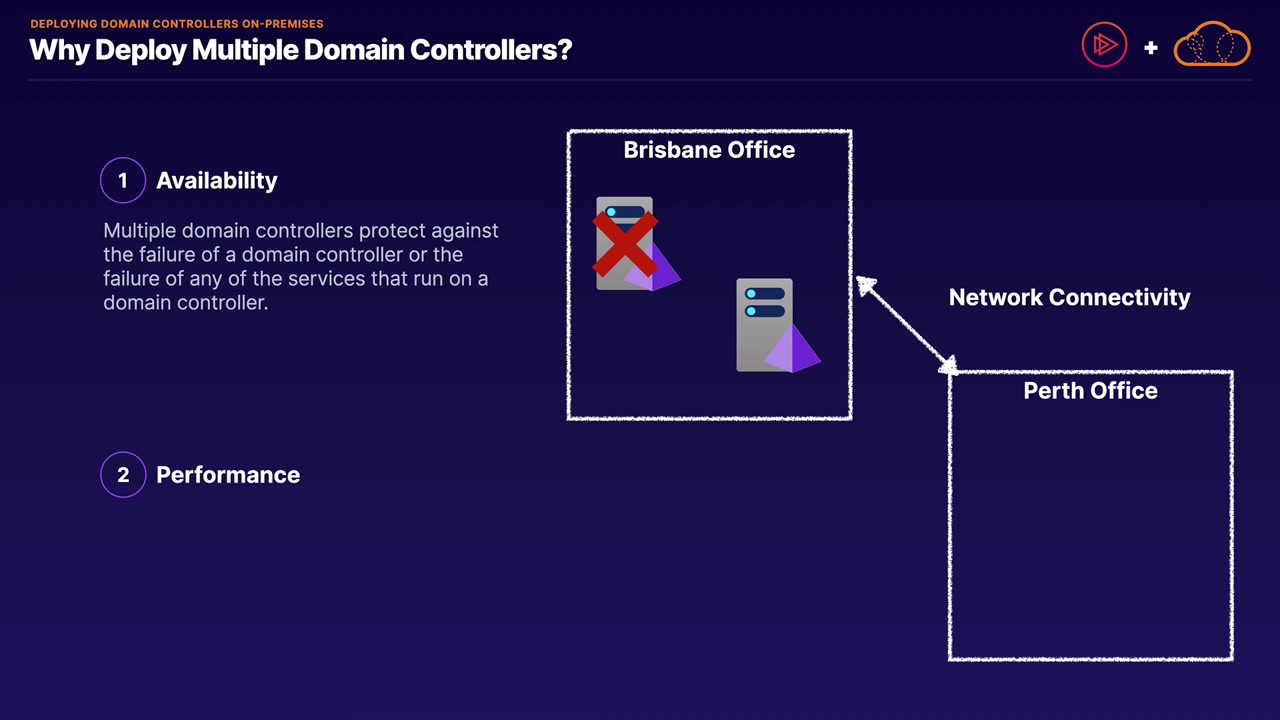 DEPLOYING DOMAIN CONTROLLERS ON-PREMISES
Why Deploy Multiple Domain Controllers?
+
1 Availability
Multiple domain controllers protect against
the failure of a domain controller or the
failure of any of the services that run on a
domain controller.
2 Performance
Brisbane Office
Network Connectivity
Perth Office